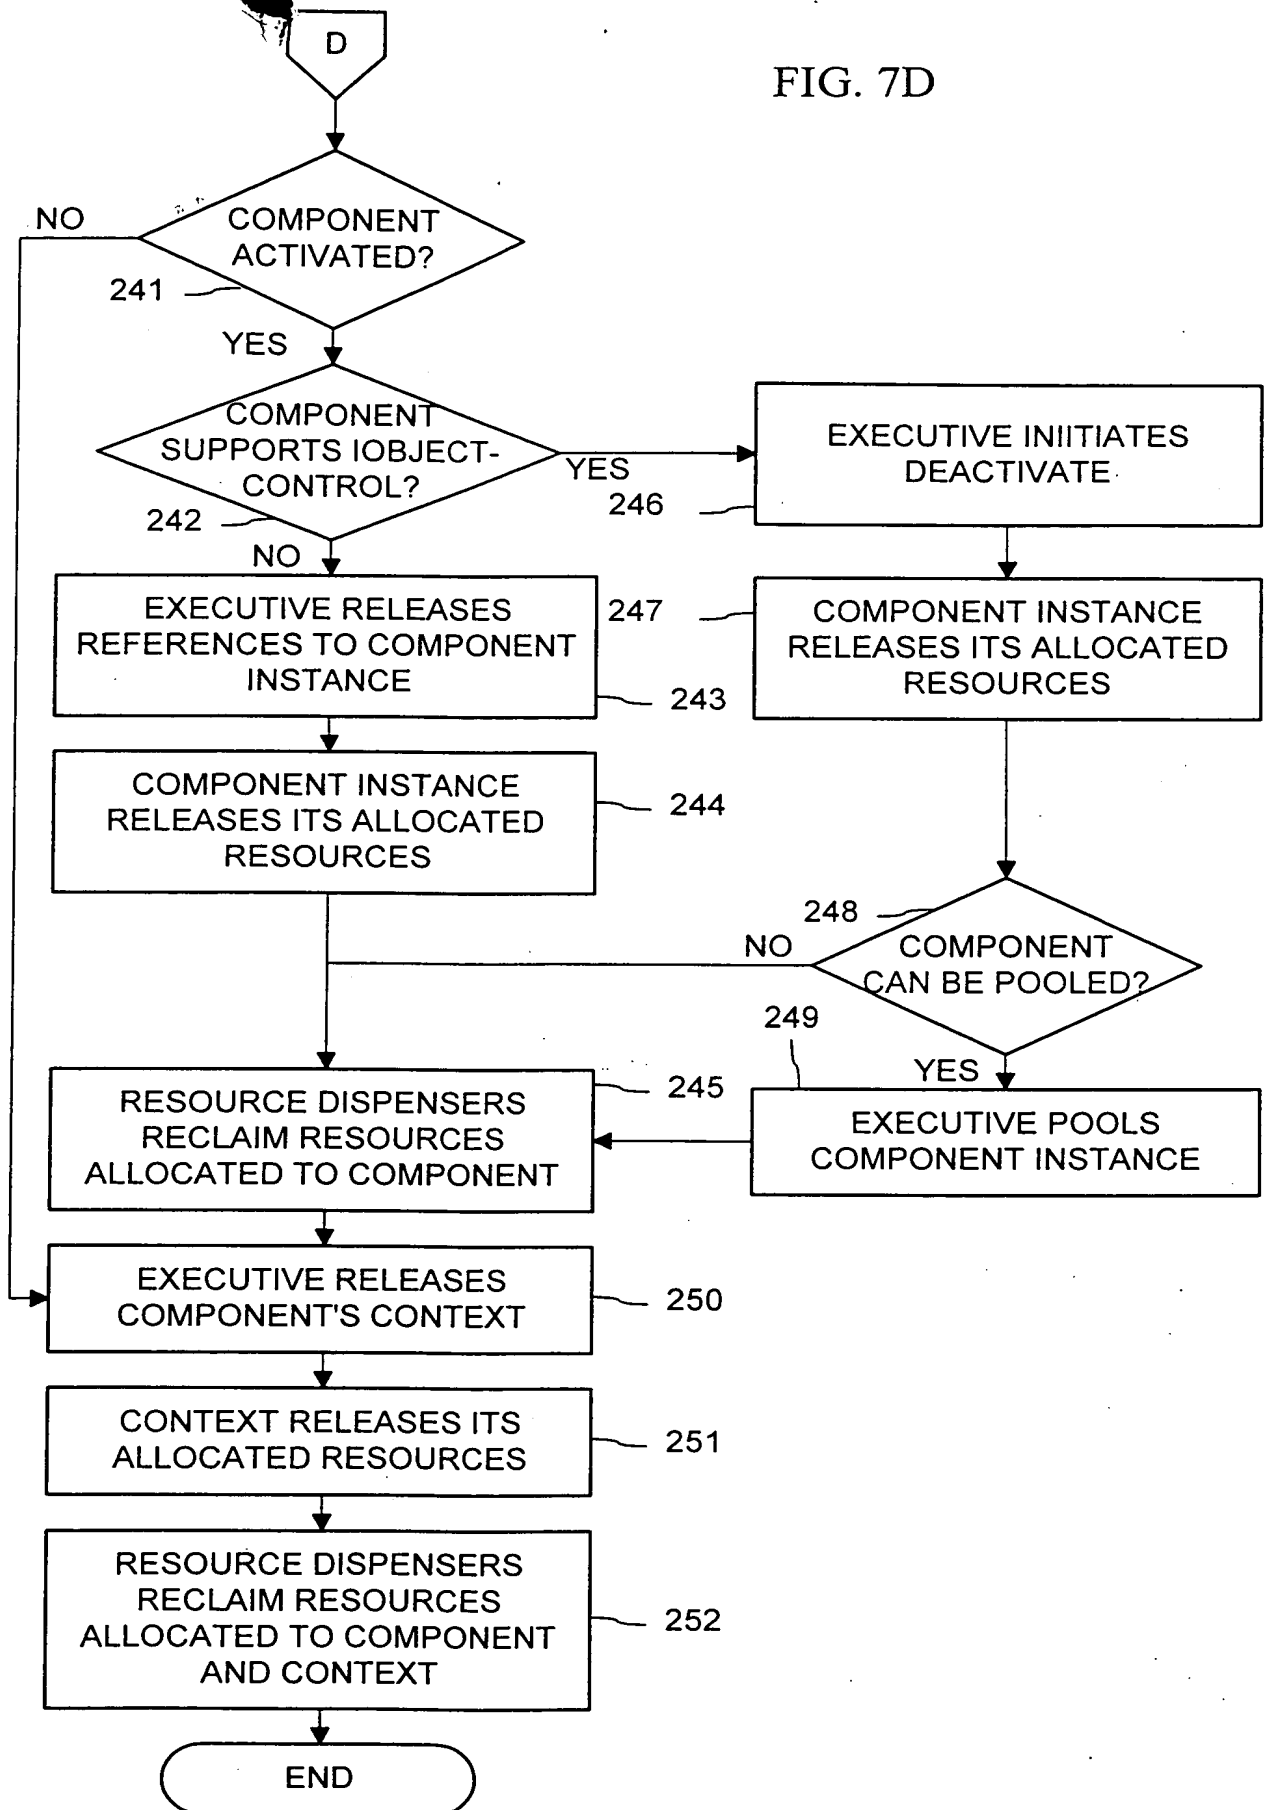 D
FIG. 7D
NO
COMPONENT
ACTIVATED?
241
YES
COMPONENT
SUPPORTS IOBJECT-
CONTROL?
YES
242
NO
EXECUTIVE INIITIATES
DEACTIVATE
246
EXECUTIVE RELEASES
REFERENCES TO COMPONENT
INSTANCE
243
247
COMPONENT INSTANCE
RELEASES ITS ALLOCATED
RESOURCES
COMPONENT INSTANCE
RELEASES ITS ALLOCATED
RESOURCES
244
248
NO
COMPONENT
CAN BE POOLED?
249
YES
RESOURCE DISPENSERS
RECLAIM RESOURCES
ALLOCATED TO COMPONENT
245
EXECUTIVE POOLS
COMPONENT INSTANCE
EXECUTIVE RELEASES
COMPONENT'S CONTEXT
250
CONTEXT RELEASES ITS
ALLOCATED RESOURCES
251
RESOURCE DISPENSERS
RECLAIM RESOURCES
ALLOCATED TO COMPONENT
AND CONTEXT
252
END